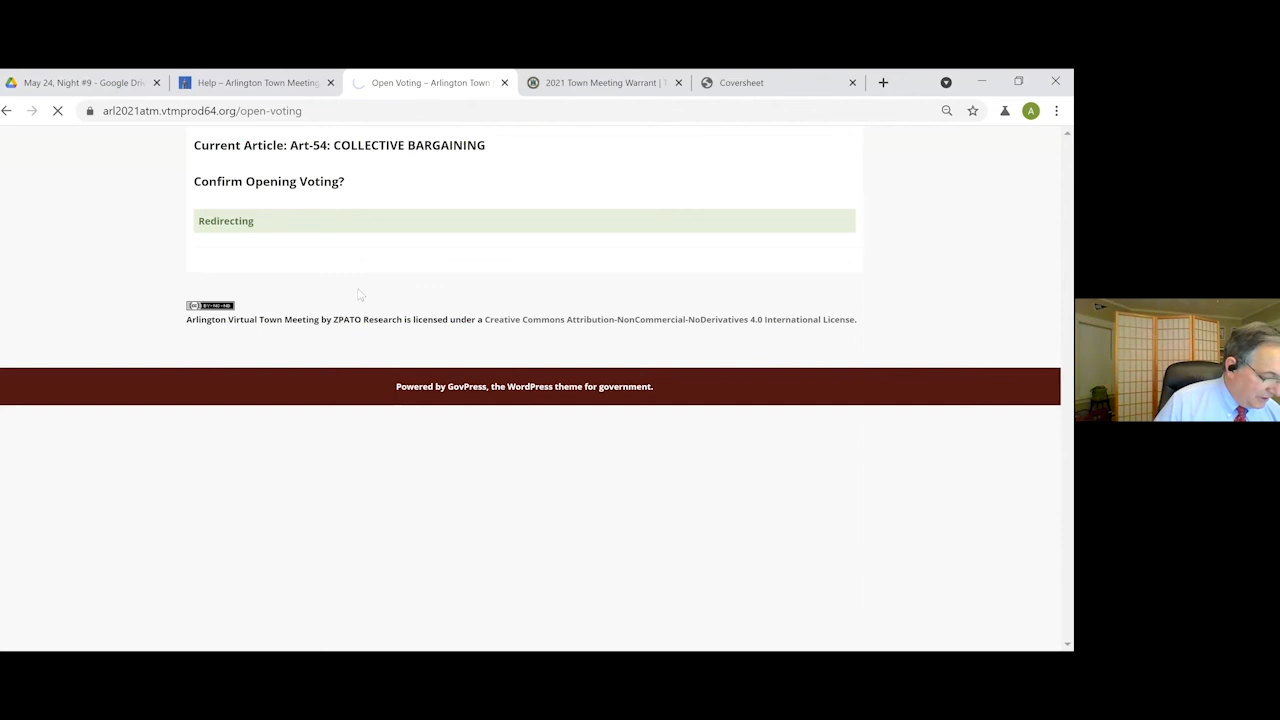 May 24, Night #9 - Google Dri
Help – Arlington Town Meeting
Open Voting – Arlington Town
2021 Town Meeting Warrant | T
Coversheet
arl2021atm.vtmprod64.org/open-voting
A
Current Article: Art-54: COLLECTIVE BARGAINING
Confirm Opening Voting?
Redirecting
BY-NC-ND
Arlington Virtual Town Meeting by ZPATO Research is licensed under a Creative Commons Attribution-NonCommercial-NoDerivatives 4.0 International License.
Powered by GovPress, the WordPress theme for government.